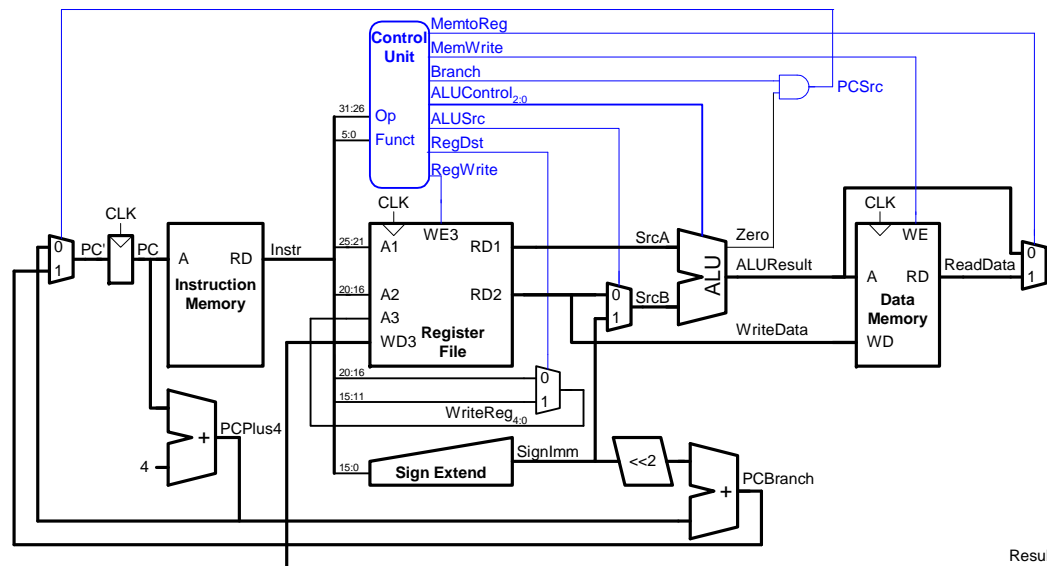 MemtoReg
Control
Unit
MemWrite
Branch
PCSrc
ALUControl2:0
31:26
Op
ALUSrc
5:0
Funct
RegDst
RegWrite
CLK
CLK
CLK
0
1
PC'
PC
A
RD
Instr
Instruction
Memory
25:21
A1
WE3
RD1
SrcA
Zero
WE
0
1
20:16
A2
RD2
0
1
SrcB
ALU
ALUResult
A
RD
ReadData
A3
Data
Memory
WD3
Register
File
WriteData
WD
20:16
0
15:11
1
WriteReg4:0
PCPlus4
+
4
SignImm
15:0
Sign Extend
<<2
PCBranch
+